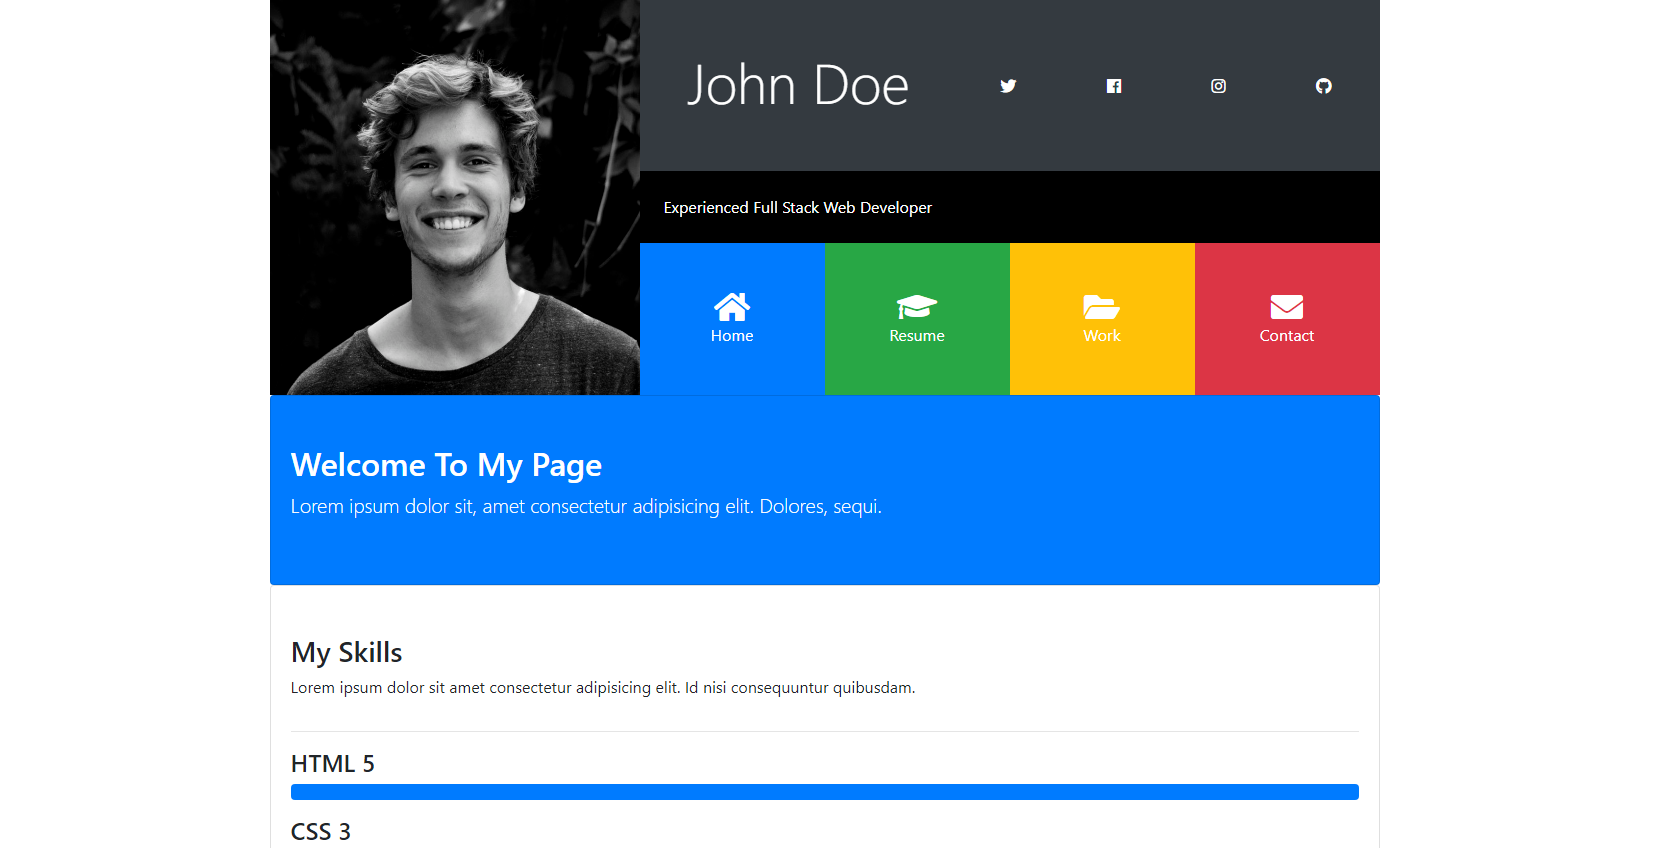 John Doe
Experienced Full Stack Web Developer
Home
Resume
Work
Contact
Welcome To My Page
Lorem ipsum dolor sit, amet consectetur adipisicing elit. Dolores, sequi.
My Skills
Lorem ipsum dolor sit amet consectetur adipisicing elit. Id nisi consequuntur quibusdam.
HTML 5
CSS 3